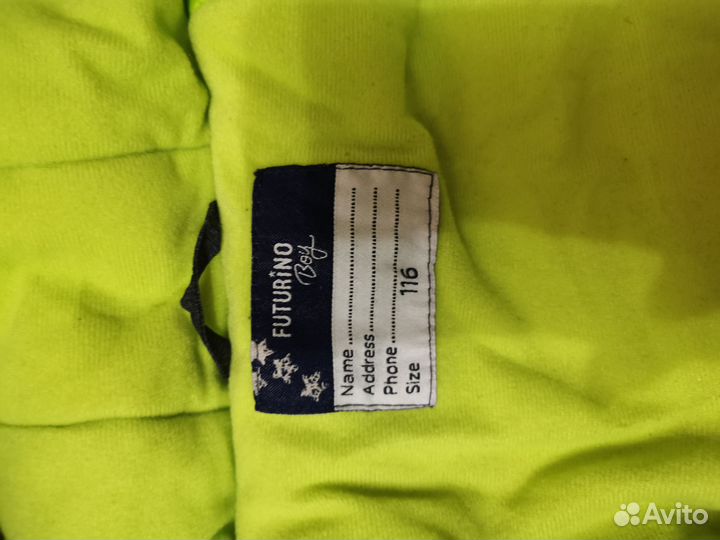 FUTURINO
Boy
Name ........................
Address ........................
Phone ........................
Size 116
Avito